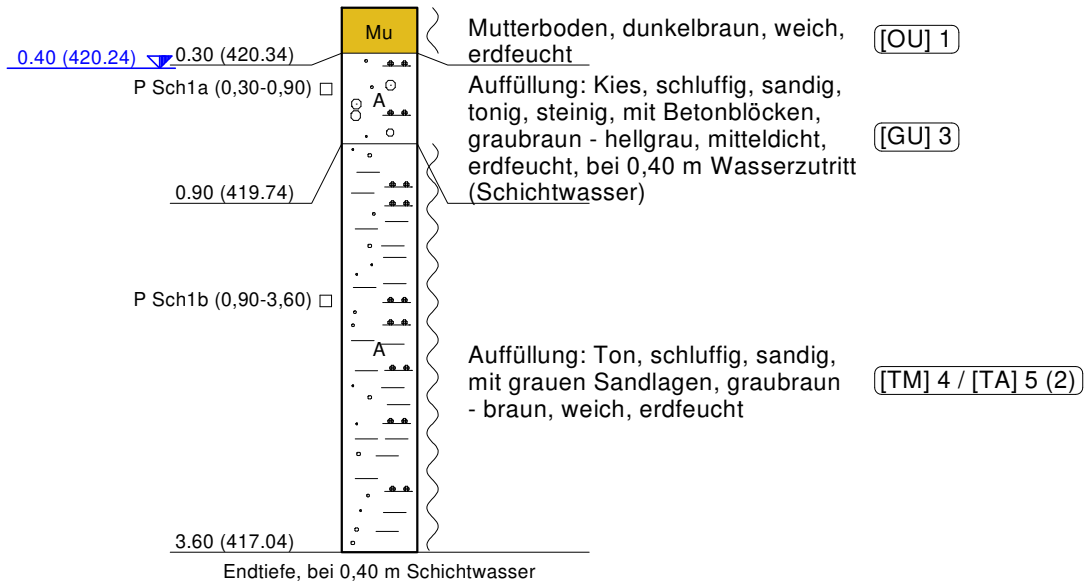 Mu
Mutterboden, dunkelbraun, weich,
erdfeucht
[OU] 1
0.40 (420.24)
0.30 (420.34)
P Sch1a (0,30-0,90)
A
Auffüllung: Kies, schluffig, sandig,
tonig, steinig, mit Betonblöcken,
graubraun - hellgrau, mitteldicht,
erdfeucht, bei 0,40 m Wasserzutritt
(Schichtwasser)
[GU] 3
0.90 (419.74)
P Sch1b (0,90-3,60)
A
Auffüllung: Ton, schluffig, sandig,
mit grauen Sandlagen, graubraun
- braun, weich, erdfeucht
[TM] 4 / [TA] 5 (2)
3.60 (417.04)
Endtiefe, bei 0,40 m Schichtwasser